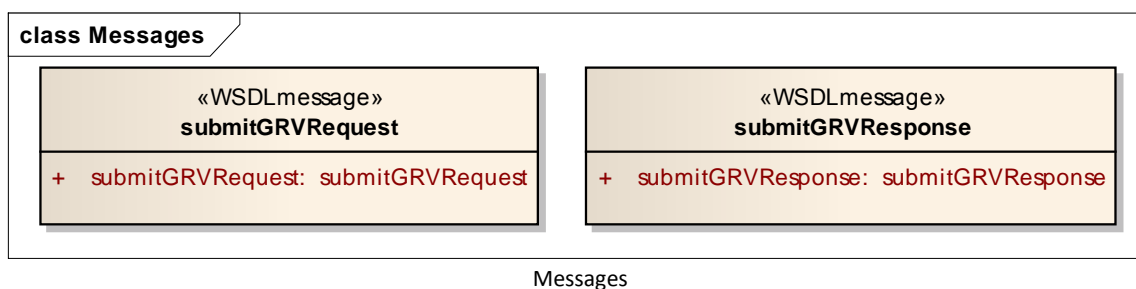 class Messages
«WSDLmessage»
submitGRVRequest
+ submitGRVRequest: submitGRVRequest
«WSDLmessage»
submitGRVResponse
+ submitGRVResponse: submitGRVResponse
Messages